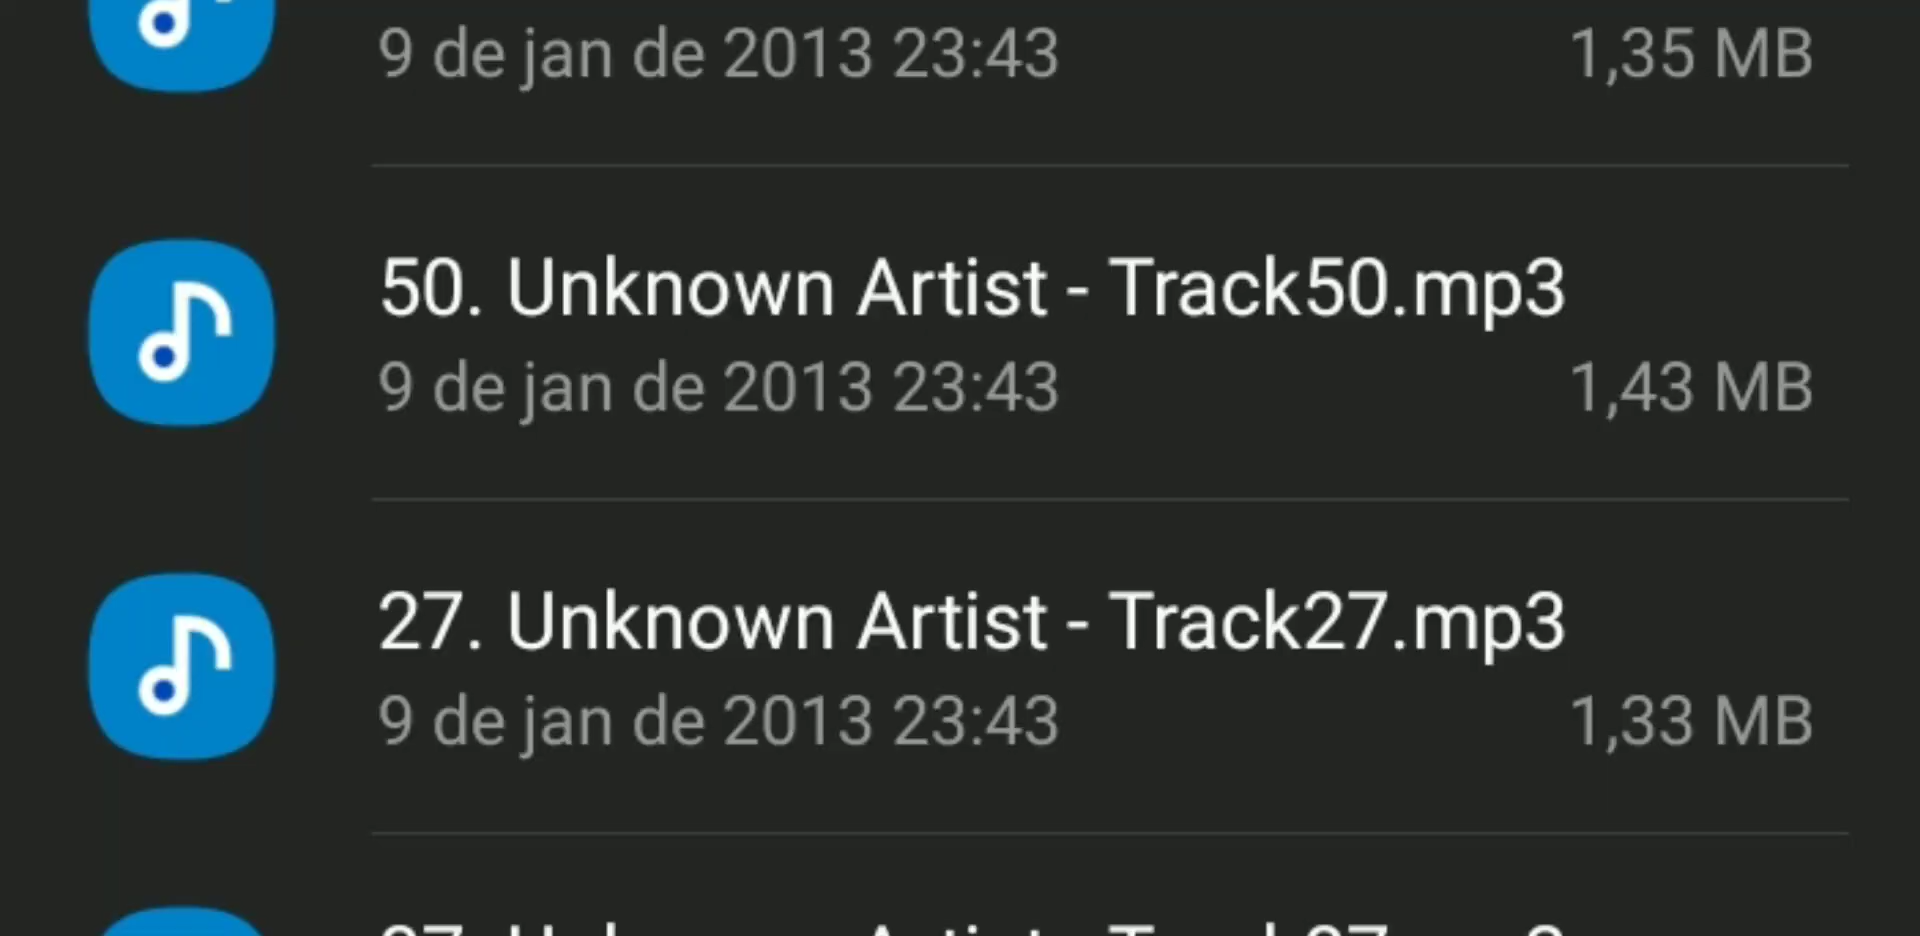 9 de jan de 2013 23:43 1,35 MB
50. Unknown Artist - Track50.mp3
9 de jan de 2013 23:43 1,43 MB
27. Unknown Artist - Track27.mp3
9 de jan de 2013 23:43 1,33 MB